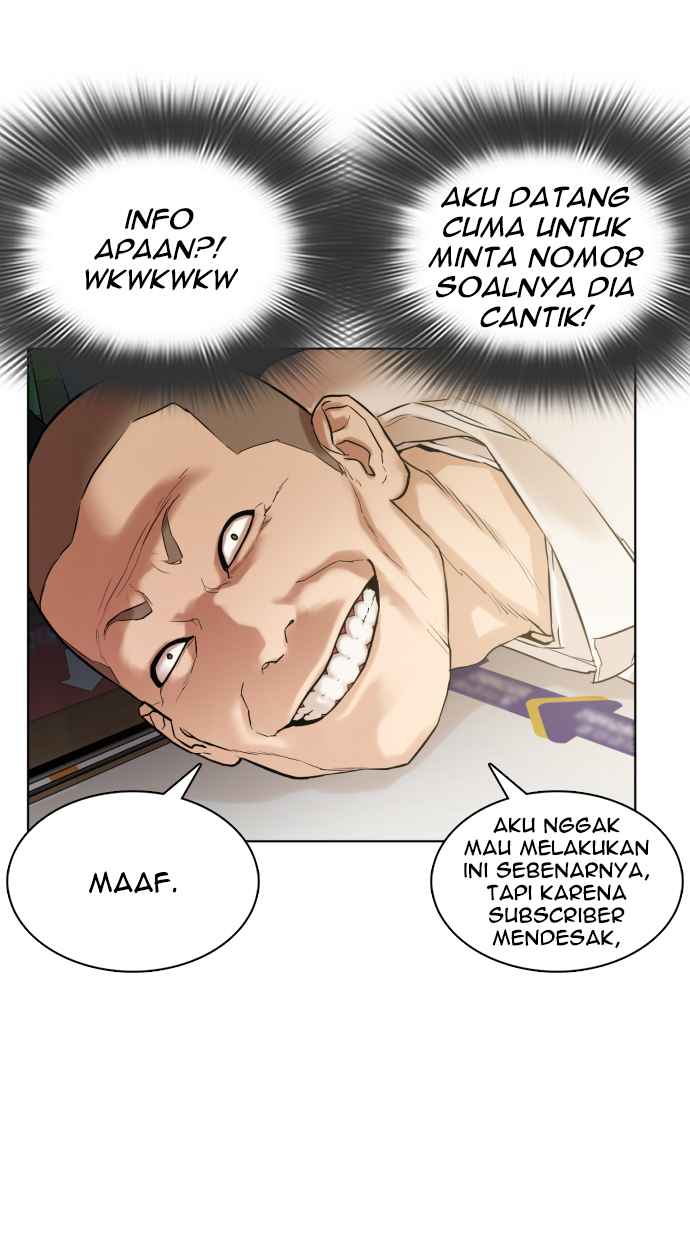 INFO
APAAN?!
WKWKWKW
AKU DATANG
CUMA UNTUK
MINTA NOMOR
SOALNYA DIA
CANTIK!
MAAF.
AKU NGGAK
MAU MELAKUKAN
INI SEBENARNYA,
TAPI KARENA
SUBSCRIBER
MENDESAK,